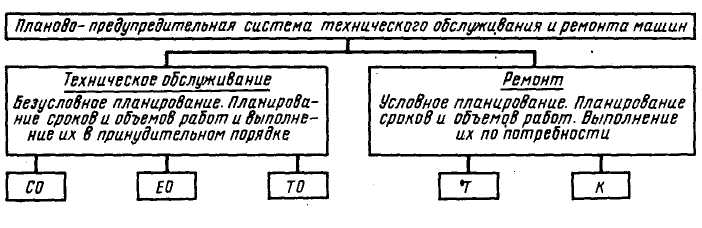 Планово-предупредительная система технического обслуживания и ремонта машин
Техническое обслуживание
Безусловное планирование. Планирова-
ние сроков и объемов работ и выполне-
ние их в принудительном порядке
Ремонт
Условное планирование. Планирование
сроков и объемов работ. Выполнение
их по потребности
СО
ЕО
ТО
Т
К